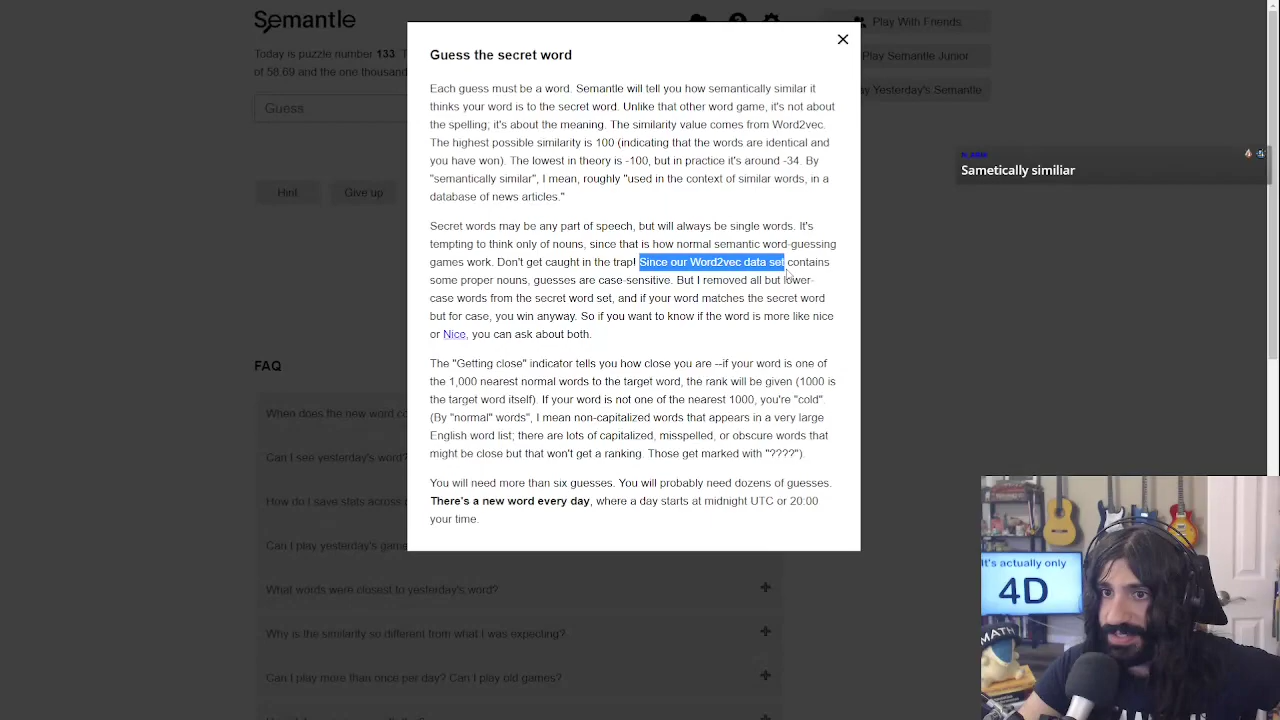 Semantle
Play With Friends
Today is puzzle number 133. T
of 58.69 and the one thousand
Play Semantle Junior
y Yesterday's Semantle
Guess
Hint
Give up
Guess the secret word
Each guess must be a word. Semantle will tell you how semantically similar it
thinks your word is to the secret word. Unlike that other word game, it's not about
the spelling; it's about the meaning. The similarity value comes from Word2vec.
The highest possible similarity is 100 (indicating that the words are identical and
you have won). The lowest in theory is -100, but in practice it's around -34. By
"semantically similar", I mean, roughly "used in the context of similar words, in a
database of news articles."
Secret words may be any part of speech, but will always be single words. It's
tempting to think only of nouns, since that is how normal semantic word-guessing
games work. Don't get caught in the trap! Since our Word2vec data set contains
some proper nouns, guesses are case-sensitive. But I removed all but lower-
case words from the secret word set, and if your word matches the secret word
but for case, you win anyway. So if you want to know if the word is more like nice
or Nice, you can ask about both.
The "Getting close" indicator tells you how close you are --if your word is one of
the 1,000 nearest normal words to the target word, the rank will be given (1000 is
the target word itself). If your word is not one of the nearest 1000, you're "cold".
(By "normal" words", I mean non-capitalized words that appears in a very large
English word list; there are lots of capitalized, misspelled, or obscure words that
might be close but that won't get a ranking. Those get marked with "????").
You will need more than six guesses. You will probably need dozens of guesses.
There's a new word every day, where a day starts at midnight UTC or 20:00
your time.
Sametically similiar
FAQ
When does the new word co
Can I see yesterday's word?
How do I save stats across
Can I play yesterday's game
What words were closest to yesterday's word?
Why is the similarity so different from what I was expecting?
Can I play more than once per day? Can I play old games?
It's actually only
4D
MATH